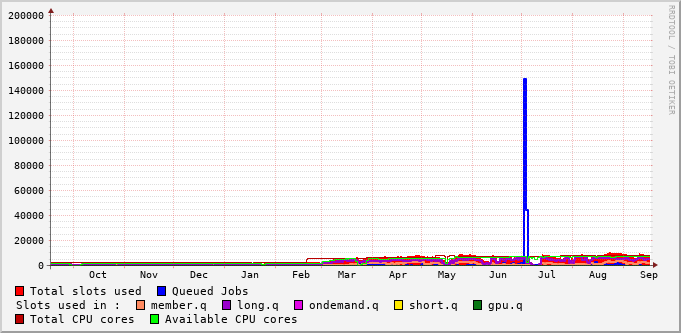 200000
180000
160000
140000
120000
100000
80000
60000
40000
20000
0
Oct Nov Dec Jan Feb Mar Apr May Jun Jul Aug Sep
Total slots used Queued Jobs
Slots used in : member.q long.q ondemand.q short.q gpu.q
Total CPU cores Available CPU cores
RRDTOOL / TOBI OETIKER